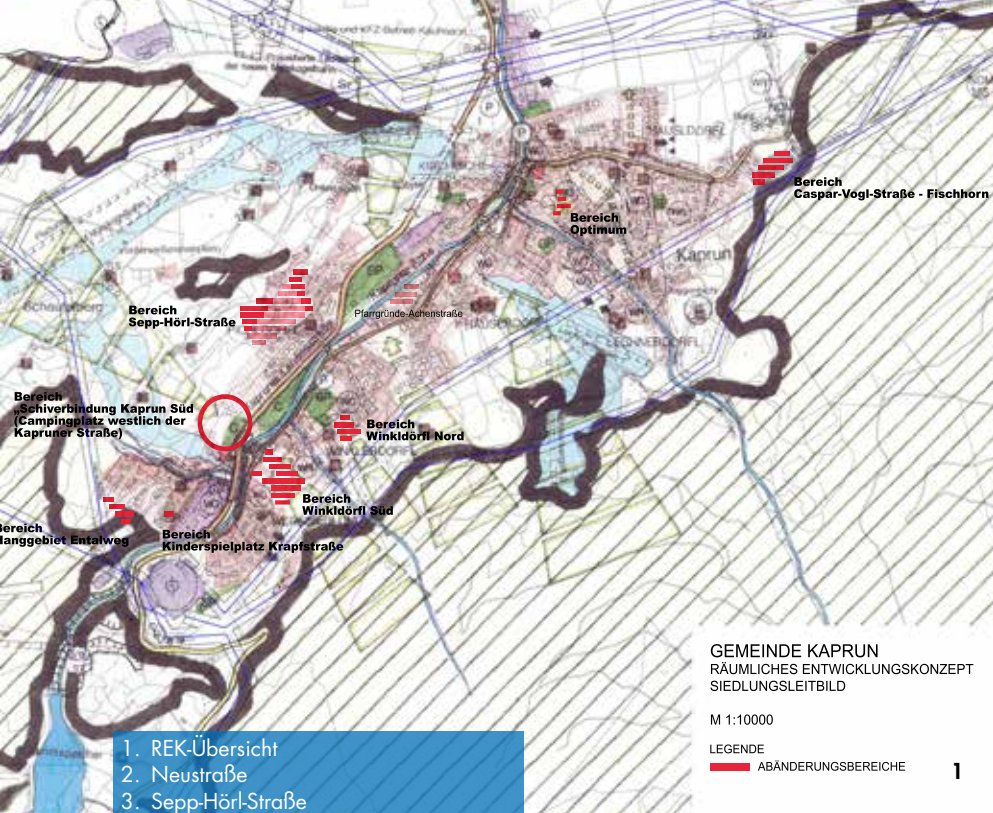 Bereich
Caspar-Vogl-Straße - Fischhorn
Bereich
Optimum
Kaprun
Bereich
Sepp-Hörl-Straße
Pfarrgründe-Achenstraße
LECHNERDÖRFL
Bereich
„Schiverbindung Kaprun Süd
(Campingplatz westlich der
Kapruner Straße)
Bereich
Winkldörfl Nord
Bereich
Winkldörfl Süd
Bereich
Hanggebiet Entalweg
Bereich
Kinderspielplatz Krapfstraße
GEMEINDE KAPRUN
RÄUMLICHES ENTWICKLUNGSKONZEPT
SIEDLUNGSLEITBILD
M 1:10000
LEGENDE
ABÄNDERUNGSBEREICHE
1
1. REK-Übersicht
2. Neustraße
3. Sepp-Hörl-Straße